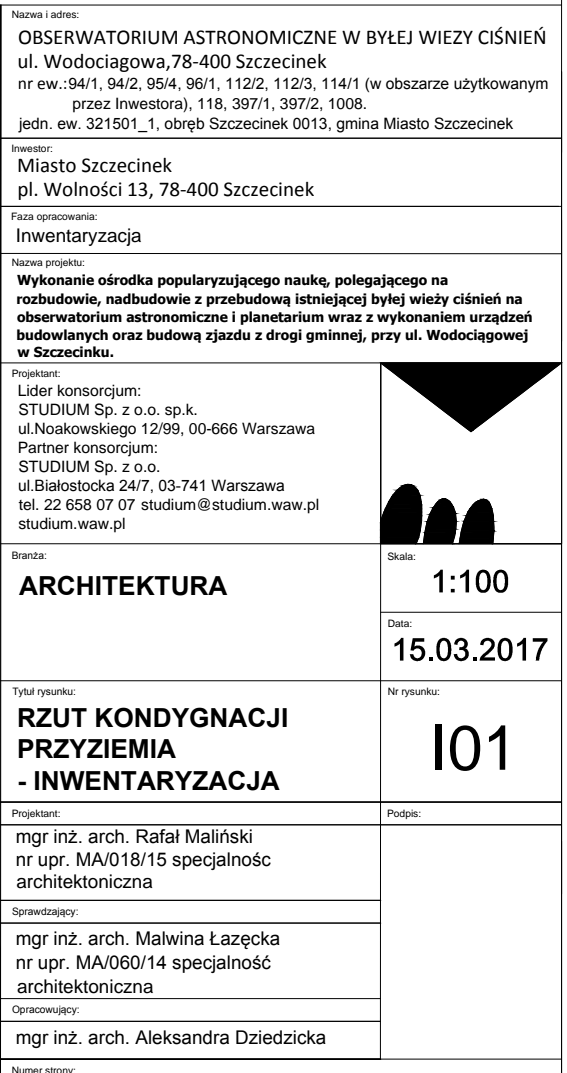 Nazwa i adres:
OBSERWATORIUM ASTRONOMICZNE W BYŁEJ WIEZY CIŚNIEŃ
ul. Wodociagowa,78-400 Szczecinek
nr ew.:94/1, 94/2, 95/4, 96/1, 112/2, 112/3, 114/1 (w obszarze użytkowanym
przez Inwestora), 118, 397/1, 397/2, 1008.
jedn. ew. 321501_1, obręb Szczecinek 0013, gmina Miasto Szczecinek
Inwestor:
Miasto Szczecinek
pl. Wolności 13, 78-400 Szczecinek
Faza opracowania:
Inwentaryzacja
Nazwa projektu:
Wykonanie ośrodka popularyzującego naukę, polegającego na
rozbudowie, nadbudowie z przebudową istniejącej byłej wieży ciśnień na
obserwatorium astronomiczne i planetarium wraz z wykonaniem urządzeń
budowlanych oraz budową zjazdu z drogi gminnej, przy ul. Wodociągowej
w Szczecinku.
Projektant:
Lider konsorcjum:
STUDIUM Sp. z o.o. sp.k.
ul.Noakowskiego 12/99, 00-666 Warszawa
Partner konsorcjum:
STUDIUM Sp. z o.o.
ul.Białostocka 24/7, 03-741 Warszawa
tel. 22 658 07 07 studium@studium.waw.pl
studium.waw.pl
Branża:
ARCHITEKTURA
Skala:
1:100
Data:
15.03.2017
Tytuł rysunku:
RZUT KONDYGNACJI
PRZYZIEMIA
- INWENTARYZACJA
Nr rysunku:
I01
Projektant:
mgr inż. arch. Rafał Maliński
nr upr. MA/018/15 specjalnośc
architektoniczna
Podpis:
Sprawdzający:
mgr inż. arch. Malwina Łazęcka
nr upr. MA/060/14 specjalność
architektoniczna
Opracowujący:
mgr inż. arch. Aleksandra Dziedzicka
Numer strony: